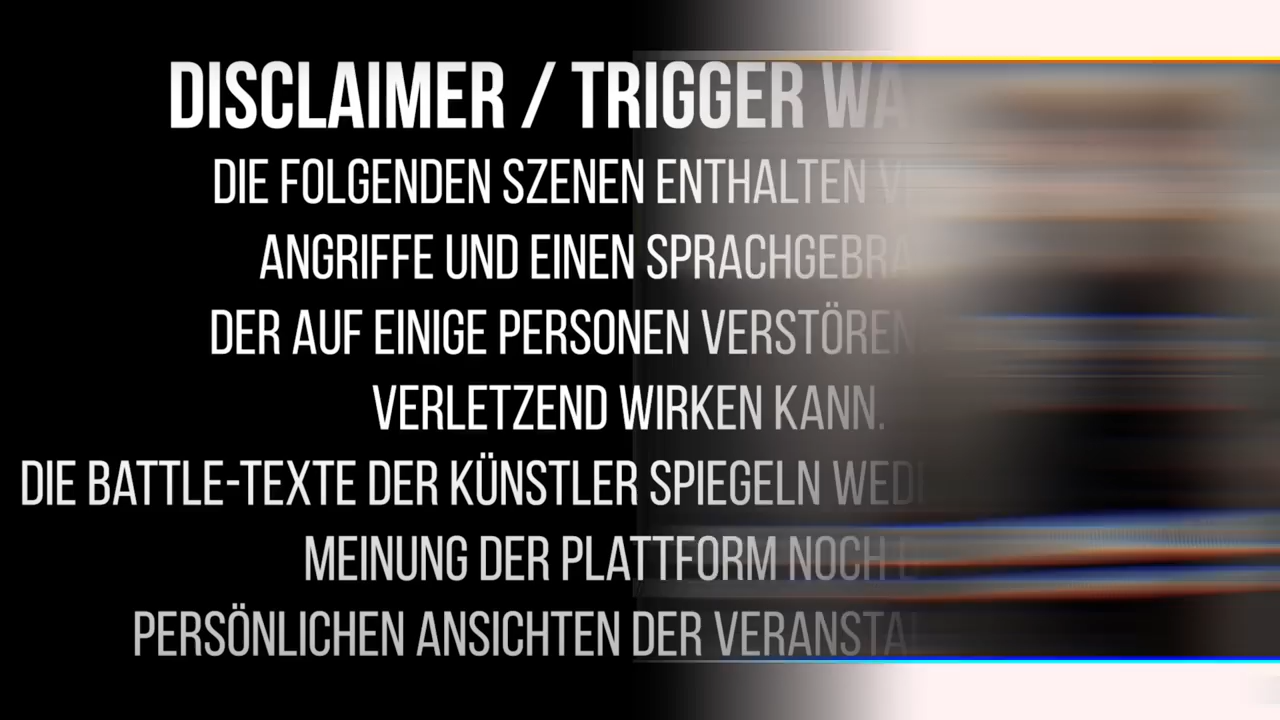 DISCLAIMER / TRIGGER
DIE FOLGENDEN SZENEN ENTHALTEN
ANGRIFFE UND EINEN
DER AUF EINIGE PERSONEN
VERLETZEND WIRKEN KANN.
DIE BATTLE-TEXTE DER KÜNSTLER SPIEGELN
MEINUNG DER PLATTFORM NOCH
PERSÖNLICHEN ANSICHTEN DER